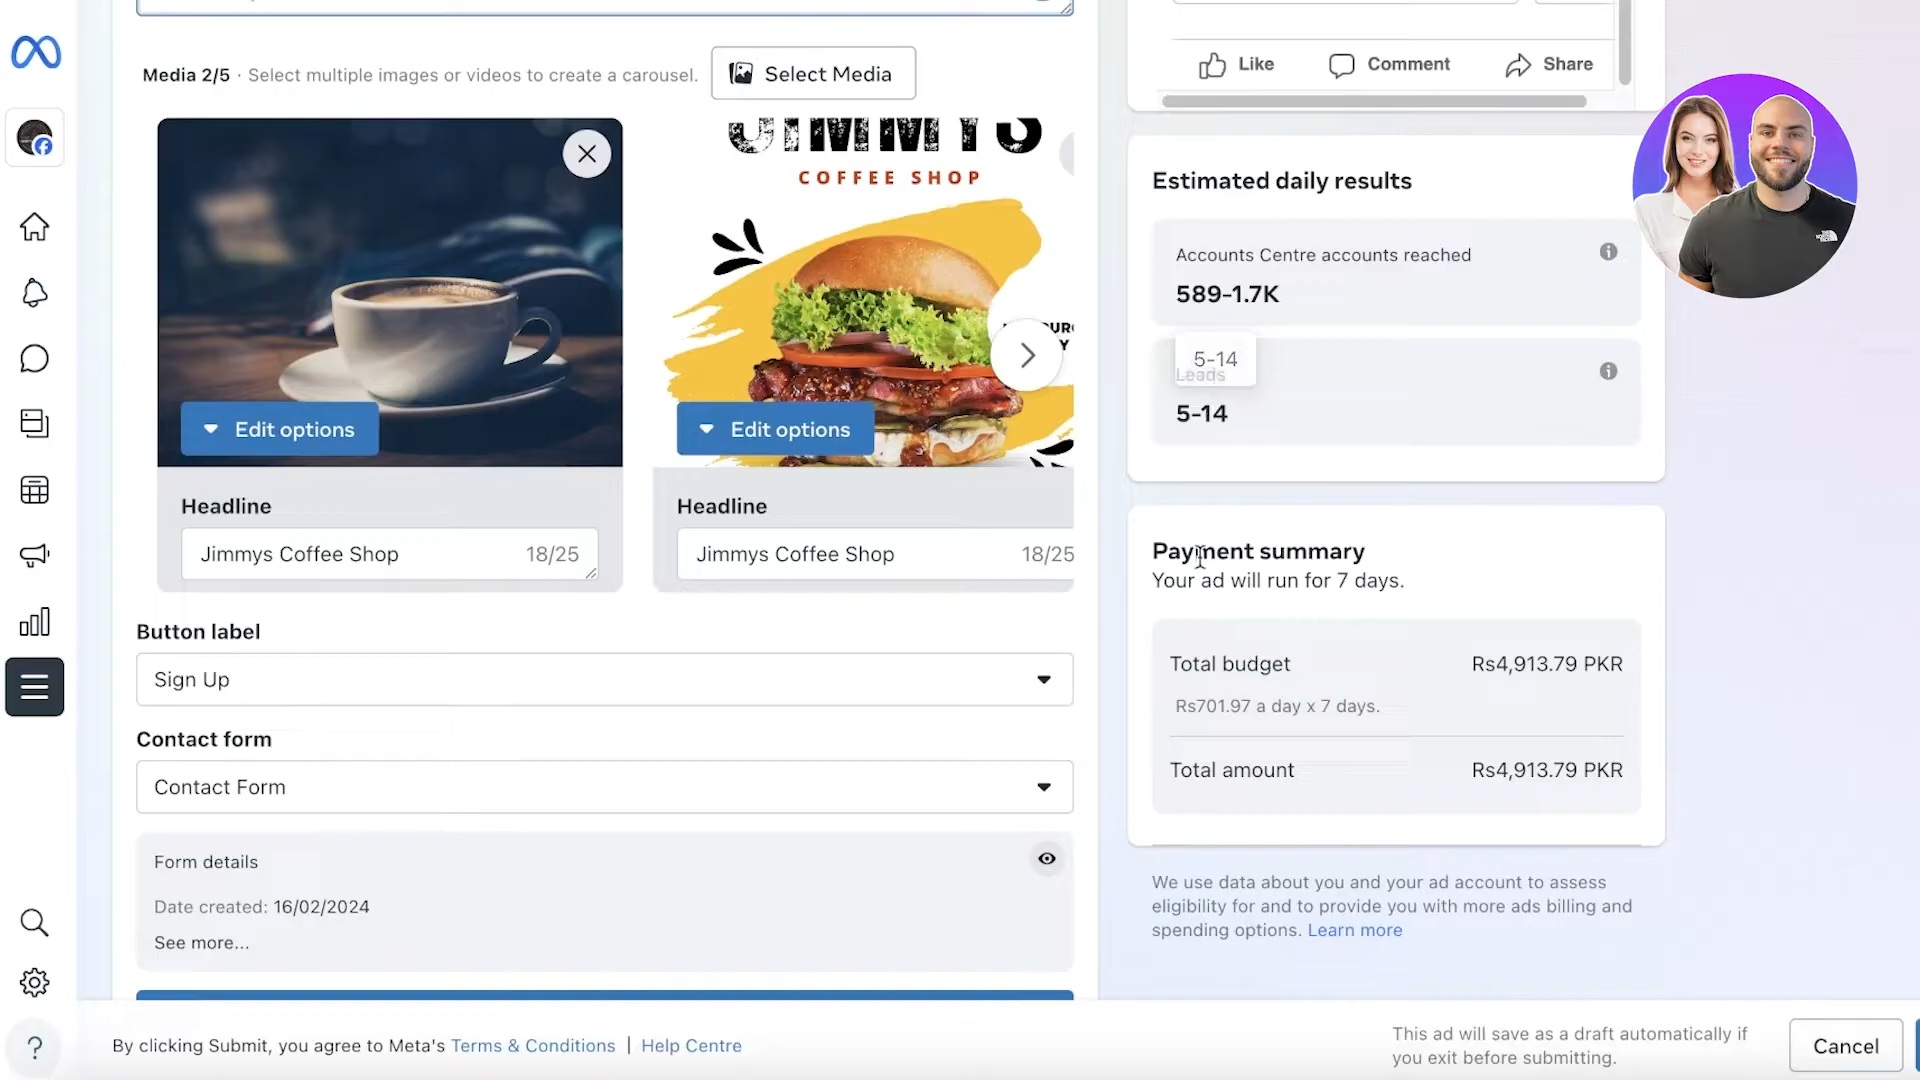 Media 2/5 · Select multiple images or videos to create a carousel.
Select Media
JIMMYS
COFFEE SHOP
Edit options
Edit options
Headline
Jimmys Coffee Shop 18/25
Headline
Jimmys Coffee Shop 18/25
Button label
Sign Up
Contact form
Contact Form
Form details
Date created: 16/02/2024
See more...
Like
Comment
Share
Estimated daily results
Accounts Centre accounts reached
589-1.7K
5-14
Leads
5-14
Payment summary
Your ad will run for 7 days.
Total budget Rs4,913.79 PKR
Rs701.97 a day x 7 days.
Total amount Rs4,913.79 PKR
We use data about you and your ad account to assess
eligibility for and to provide you with more ads billing and
spending options. Learn more
By clicking Submit, you agree to Meta's Terms & Conditions | Help Centre
This ad will save as a draft automatically if
you exit before submitting.
Cancel